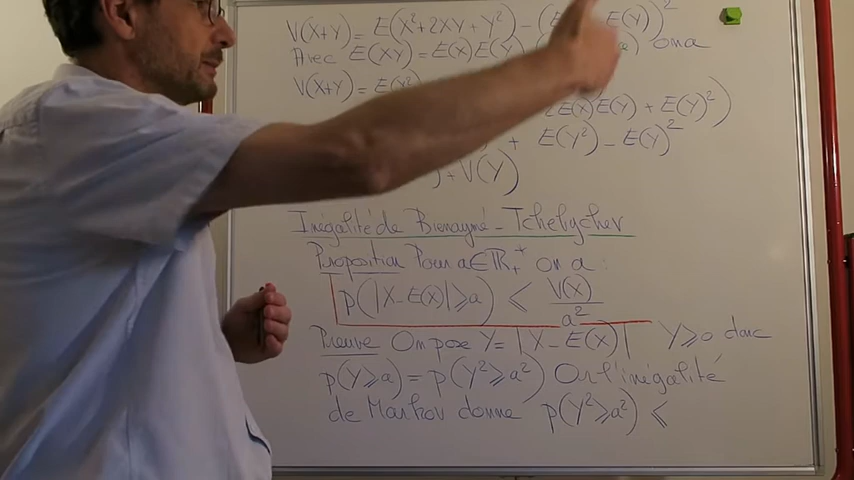 V(X+Y) = E(X²+2XY+Y²) - (E E(Y))²
Avec E(XY) = E(X)E(Y) on a
V(X+Y) = E(X²
2E(X)E(Y) + E(Y)²)
+ E(Y²) - E(Y)²
) + V(Y)
Inégalité de Bienaymé - Tchebychev
Proposition Pour a∈ℝ₊* on a :
p(|X-E(X)|≥a) ≤ V(X)/a²
Preuve On pose Y = |X-E(X)| Y≥0 donc
p(Y≥a) = p(Y²≥a²) Or l'inégalité
de Markov donne p(Y²≥a²) ≤